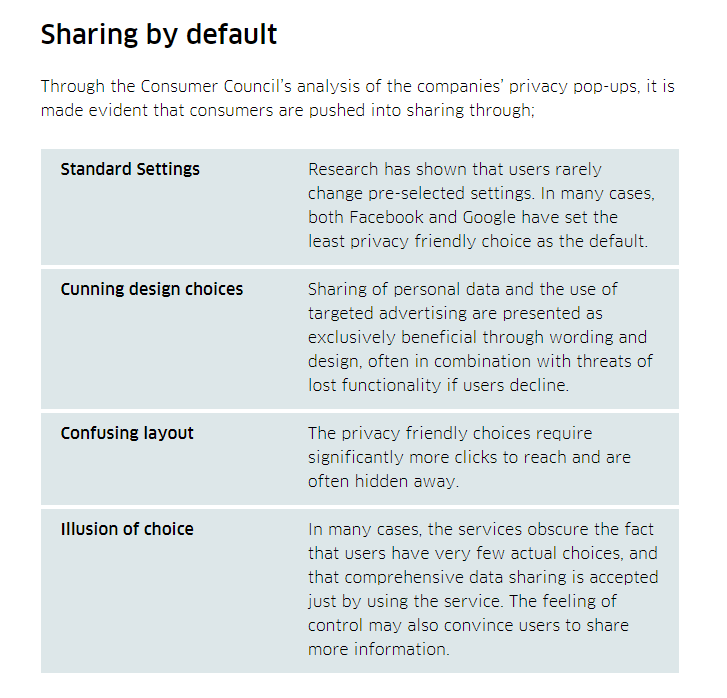 Sharing by default
Through the Consumer Council's analysis of the companies' privacy pop-ups, it is
made evident that consumers are pushed into sharing through;
Standard Settings
Research has shown that users rarely
change pre-selected settings. In many cases,
both Facebook and Google have set the
least privacy friendly choice as the default.
Cunning design choices
Sharing of personal data and the use of
targeted advertising are presented as
exclusively beneficial through wording and
design, often in combination with threats of
lost functionality if users decline.
Confusing layout
The privacy friendly choices require
significantly more clicks to reach and are
often hidden away.
Illusion of choice
In many cases, the services obscure the fact
that users have very few actual choices, and
that comprehensive data sharing is accepted
just by using the service. The feeling of
control may also convince users to share
more information.